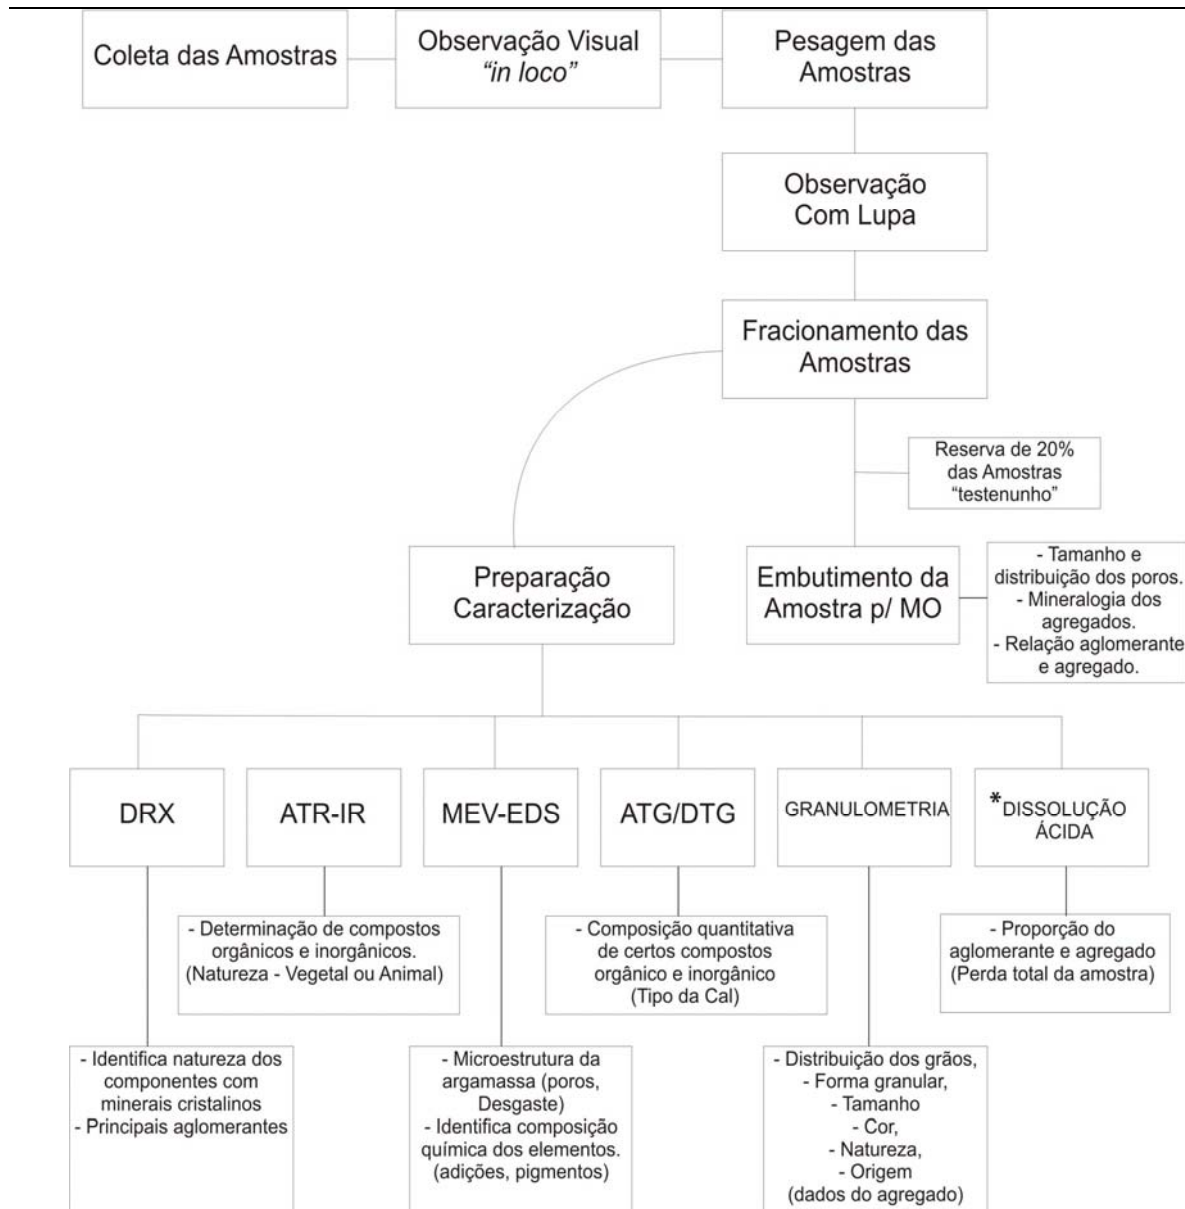 Coleta das Amostras
Observação Visual
“in loco”
Pesagem das
Amostras
Observação
Com Lupa
Fracionamento das
Amostras
Reserva de 20%
das Amostras
“testenunho”
Preparação
Caracterização
Embutimento da
Amostra p/ MO
- Tamanho e
distribuição dos poros.
- Mineralogia dos
agregados.
- Relação aglomerante
e agregado.
DRX
ATR-IR
MEV-EDS
ATG/DTG
GRANULOMETRIA
*DISSOLUÇÃO
ÁCIDA
- Determinação de compostos
orgânicos e inorgânicos.
(Natureza - Vegetal ou Animal)
- Composição quantitativa
de certos compostos
orgânico e inorgânico
(Tipo da Cal)
- Proporção do
aglomerante e agregado
(Perda total da amostra)
- Identifica natureza dos
componentes com
minerais cristalinos
- Principais aglomerantes
- Microestrutura da
argamassa (poros,
Desgaste)
- Identifica composição
química dos elementos.
(adições, pigmentos)
- Distribuição dos grãos,
- Forma granular,
- Tamanho
- Cor,
- Natureza,
- Origem
(dados do agregado)